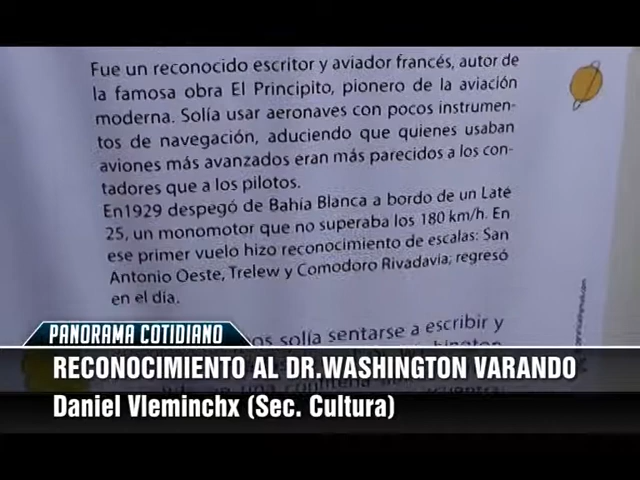 Fue un reconocido escritor y aviador francés, autor de
la famosa obra El Principito, pionero de la aviación
moderna. Solía usar aeronaves con pocos instrumen-
tos de navegación, aduciendo que quienes usaban
aviones más avanzados eran más parecidos a los con-
tadores que a los pilotos.
En1929 despegó de Bahía Blanca a bordo de un Laté
25, un monomotor que no superaba los 180 km/h. En
ese primer vuelo hizo reconocimiento de escalas: San
Antonio Oeste, Trelew y Comodoro Rivadavia; regresó
en el día.
os solía sentarse a escribir y
PANORAMA COTIDIANO
RECONOCIMIENTO AL DR.WASHINGTON VARANDO
Daniel Vleminchx (Sec. Cultura)